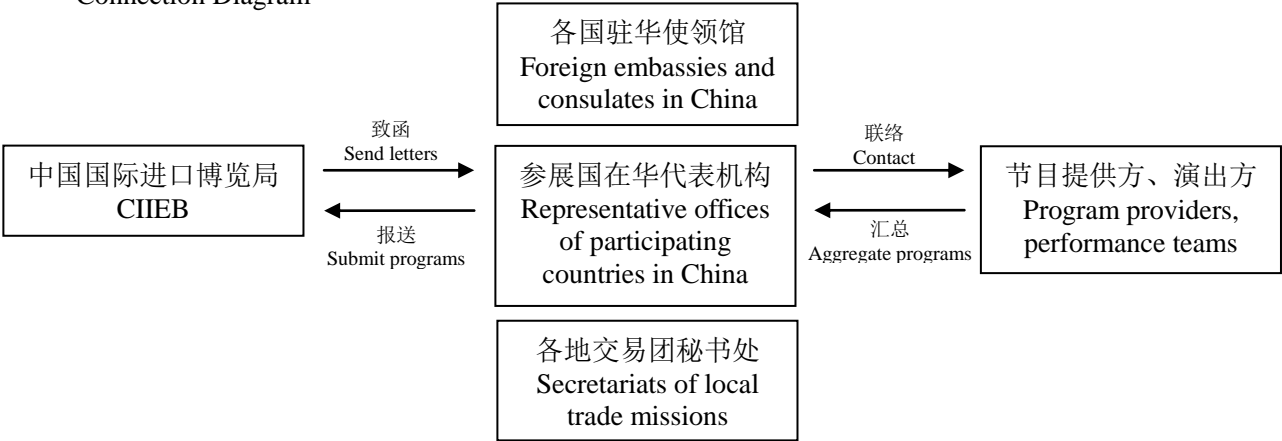 Connection Diagram
各国驻华使领馆
Foreign embassies and
consulates in China
致函
Send letters
联络
Contact
中国国际进口博览局
CIIEB
参展国在华代表机构
Representative offices
of participating
countries in China
节目提供方、演出方
Program providers,
performance teams
报送
Submit programs
汇总
Aggregate programs
各地交易团秘书处
Secretariats of local
trade missions